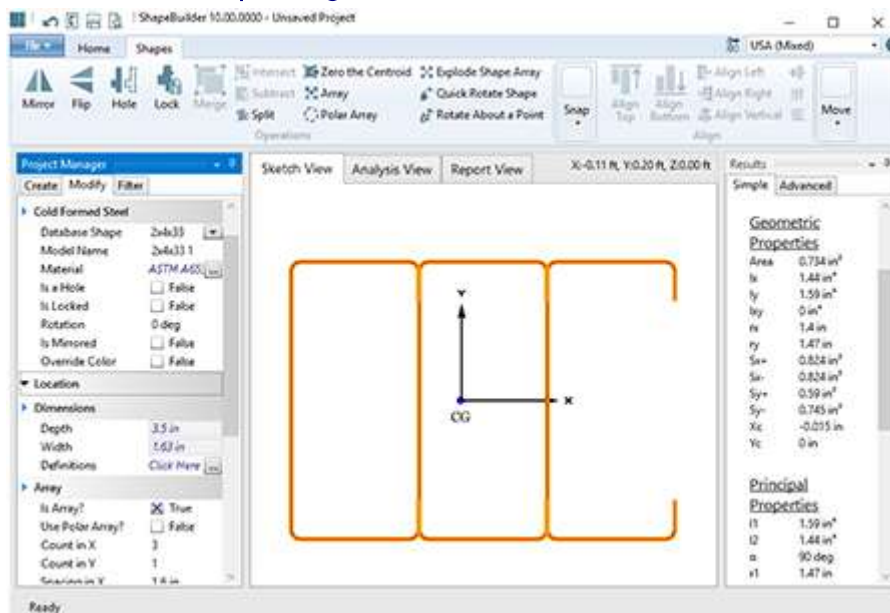 ShapeBuilder 10.00.0000 - Unsaved Project
File Home Shapes USA (Mixed)
Mirror Flip Hole Lock Merge
Intersect Zero the Centroid Explode Shape Array
Subtract Array Quick Rotate Shape
Split Polar Array Rotate About a Point
Operations
Snap
Align Top Align Bottom
Align Left
Align Right
Align Vertical
Align
Move
Project Manager
Create Modify Filter
Cold Formed Steel
Database Shape 2x4x33
Model Name 2x4x33 1
Material ASTM A65
Is a Hole False
Is Locked False
Rotation 0 deg
Is Mirrored False
Override Color False
Location
Dimensions
Depth 3.5 in
Width 1.63 in
Definitions Click Here
Array
Is Array? True
Use Polar Array? False
Count in X 3
Count in Y 1
Spacing in X 1.6 in
Sketch View Analysis View Report View X:-0.11 ft, Y:0.20 ft, Z:0.00 ft
Y
X
CG
Results
Simple Advanced
Geometric
Properties
Area 0.734 in²
Ix 1.44 in⁴
Iy 1.59 in⁴
Ixy 0 in⁴
rx 1.4 in
ry 1.47 in
Sx+ 0.824 in³
Sx- 0.824 in³
Sy+ 0.59 in³
Sy- 0.745 in³
Xc -0.015 in
Yc 0 in
Principal
Properties
I1 1.59 in⁴
I2 1.44 in⁴
α 90 deg
r1 1.47 in
Ready